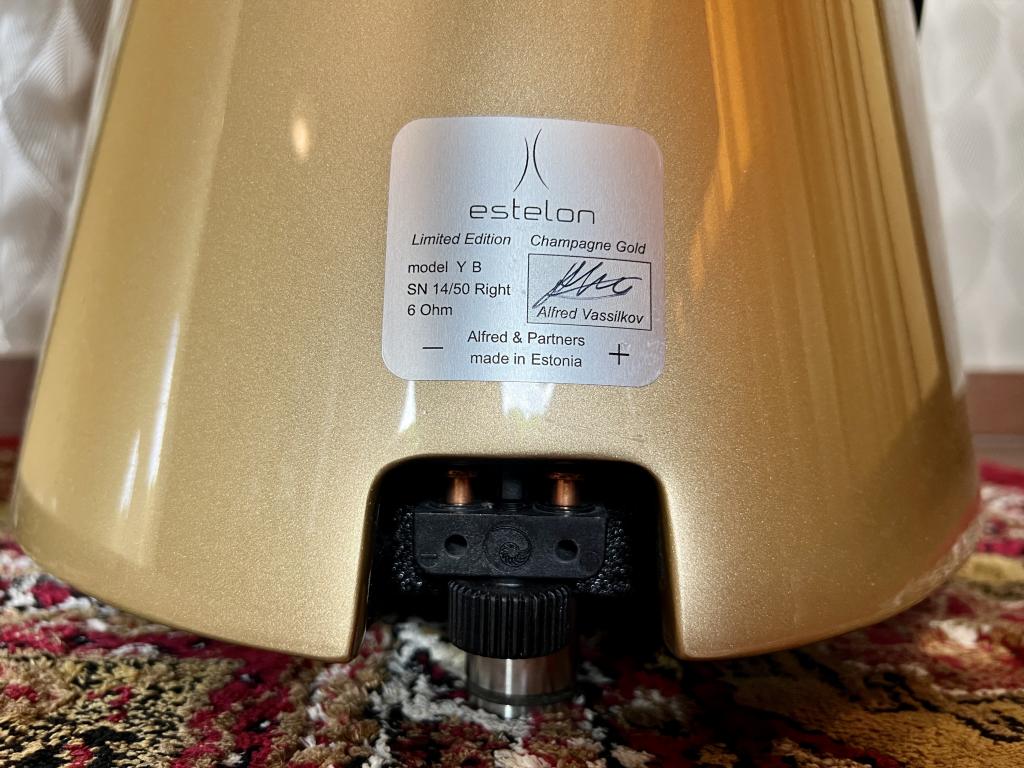 estelon
Limited Edition Champagne Gold
model Y B
SN 14/50 Right
6 Ohm
Alfred Vassilkov
Alfred & Partners
made in Estonia
− +